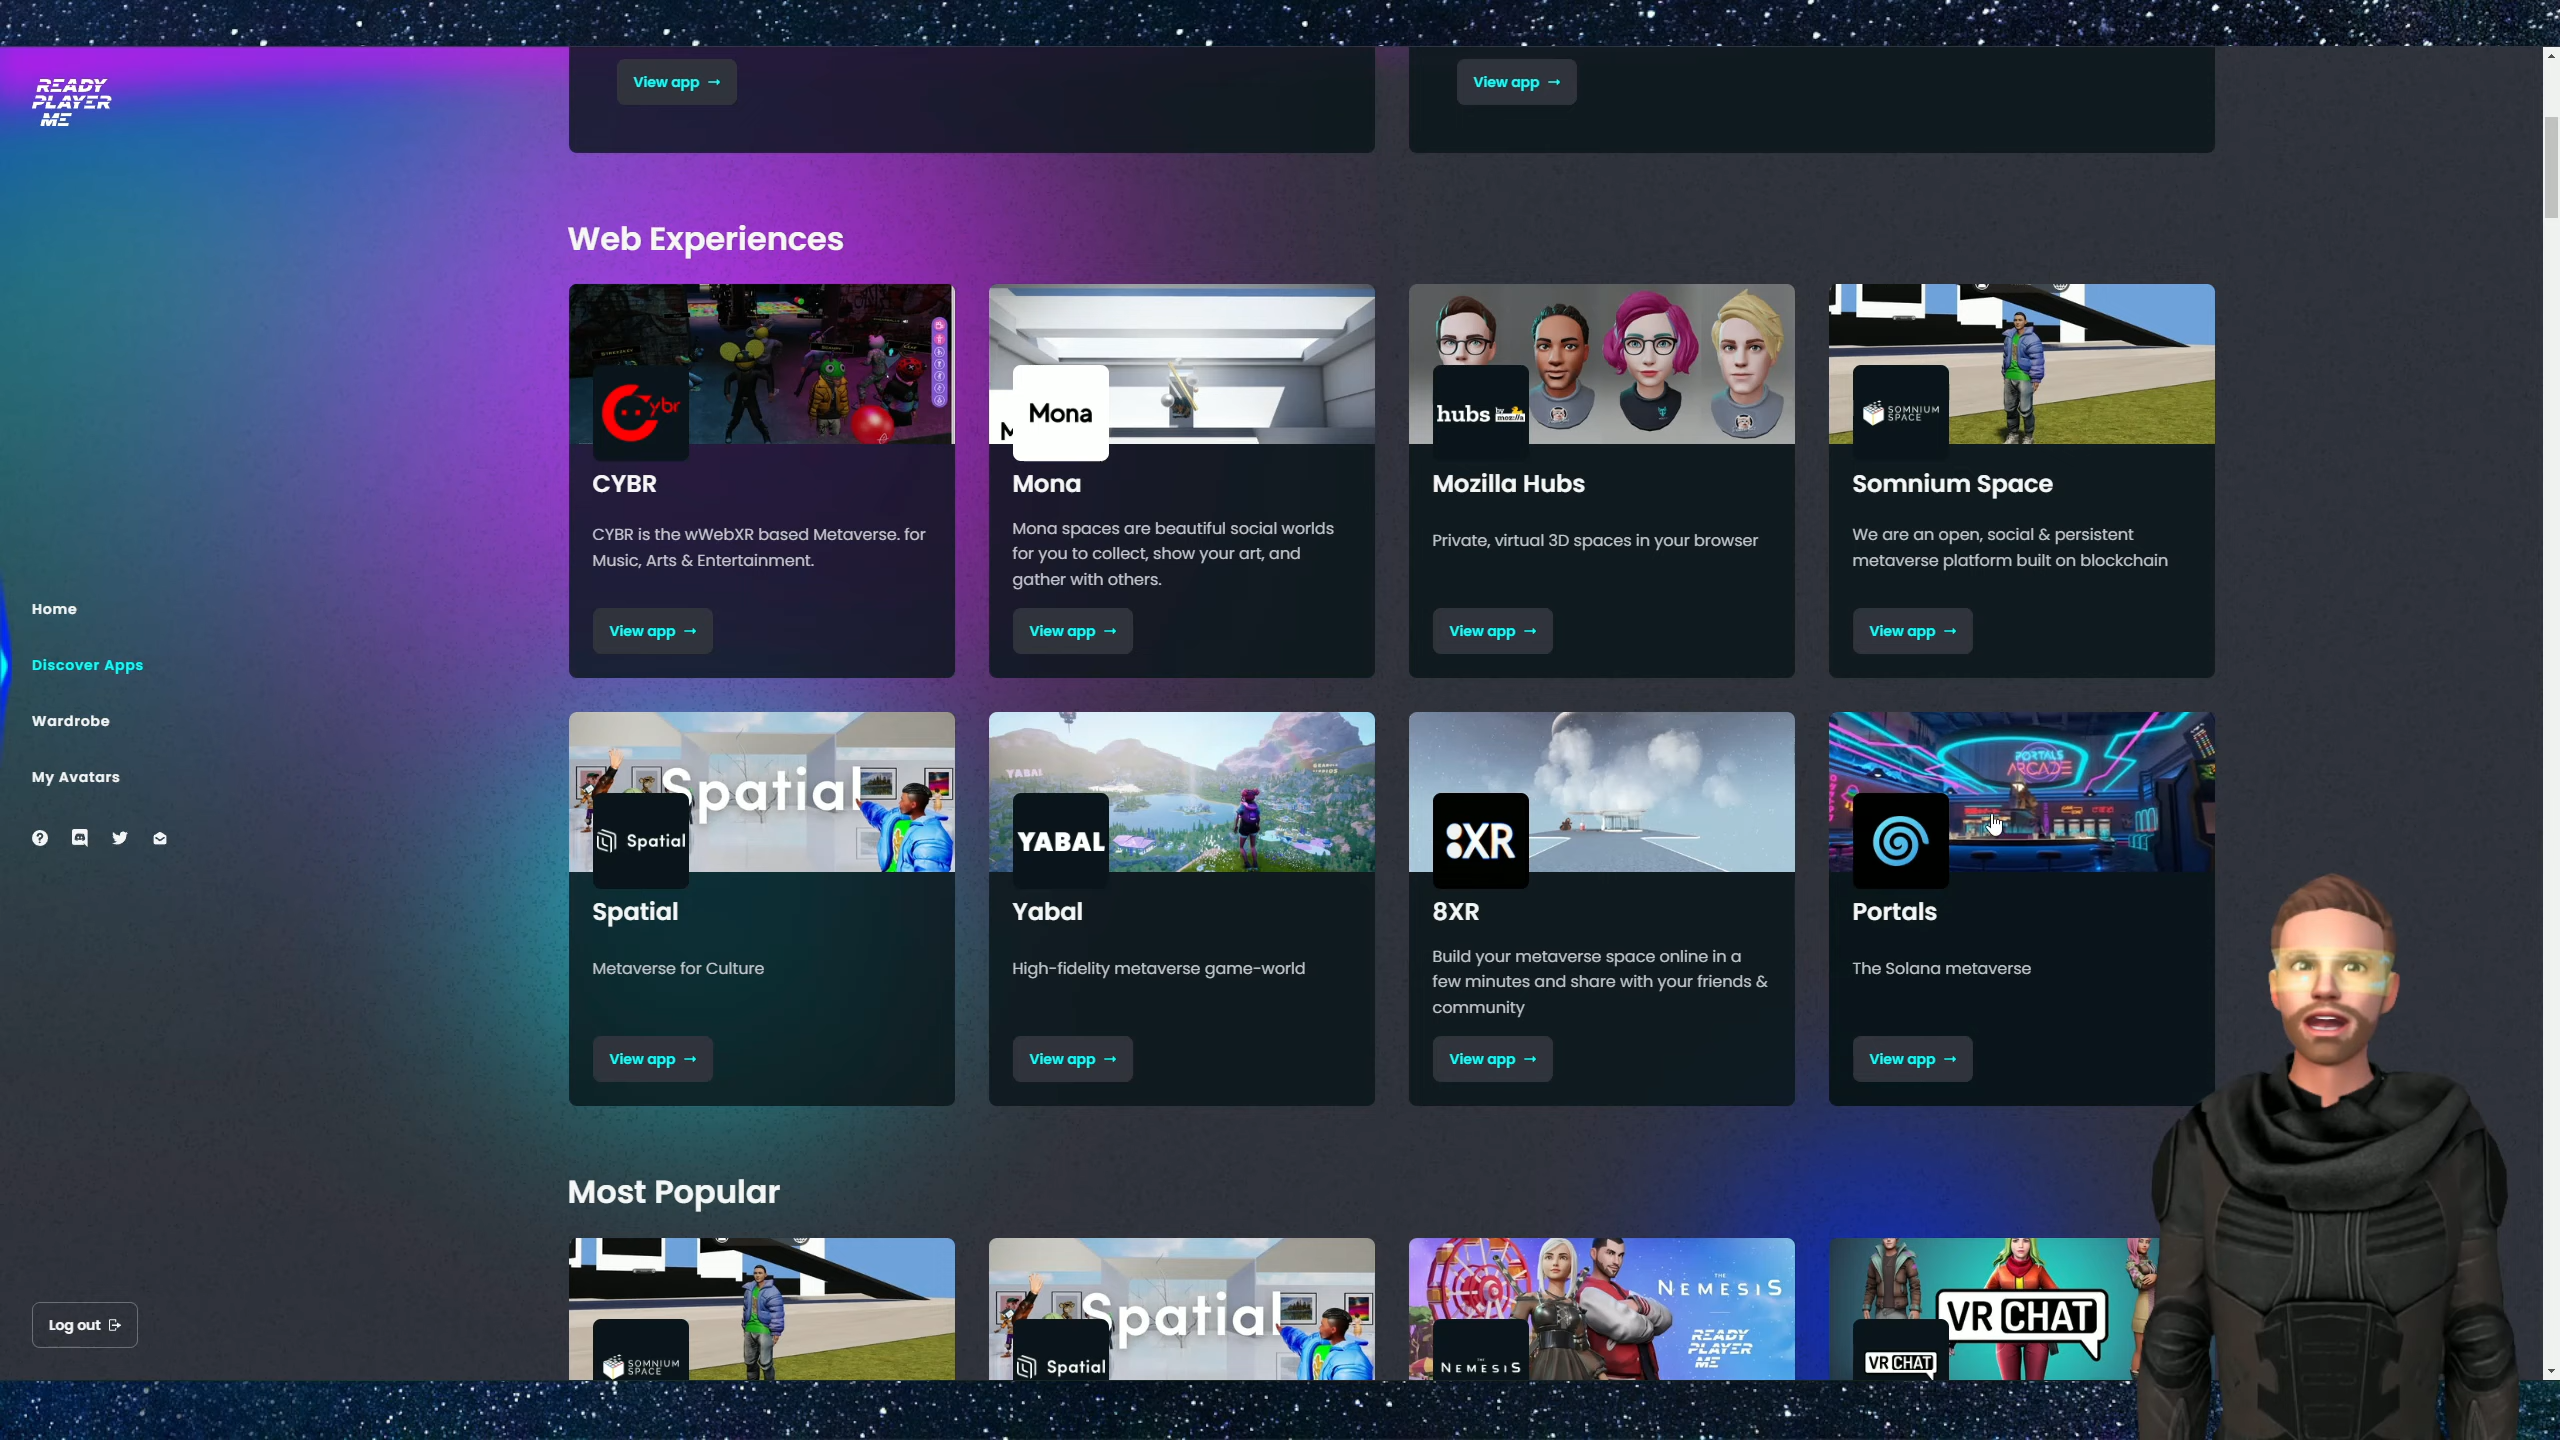 READY
PLAYER
ME
View app →
View app →
Web Experiences
Cybr
CYBR
CYBR is the wWebXR based Metaverse. for
Music, Arts & Entertainment.
View app →
M
Mona
Mona
Mona spaces are beautiful social worlds
for you to collect, show your art, and
gather with others.
View app →
hubs by mozilla
Mozilla Hubs
Private, virtual 3D spaces in your browser
View app →
SOMNIUM
SPACE
Somnium Space
We are an open, social & persistent
metaverse platform built on blockchain
View app →
Home
Discover Apps
Wardrobe
My Avatars
Spatial
Spatial
Spatial
Metaverse for Culture
View app →
YABAL
YABAL
Yabal
High-fidelity metaverse game-world
View app →
8XR
8XR
Build your metaverse space online in a
few minutes and share with your friends &
community
View app →
PORTALS
ARCADE
Portals
The Solana metaverse
View app →
Most Popular
SOMNIUM
SPACE
Spatial
Spatial
THE
NEMESIS
READY
PLAYER
ME
NEMESIS
VRCHAT
VRCHAT
Log out